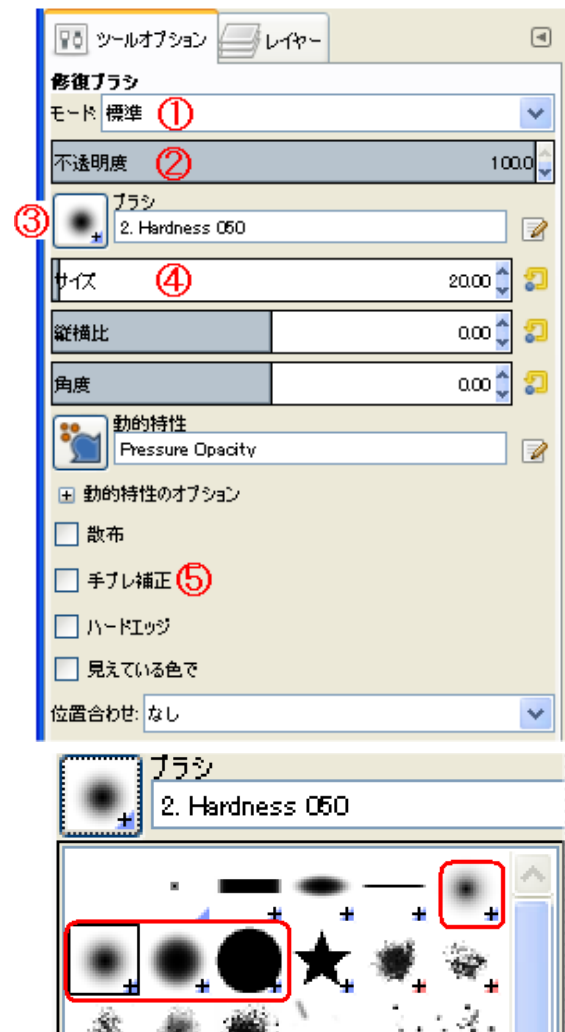 ツールオプション レイヤー
修復ブラシ
モード 標準 ①
不透明度 ② 100.0
③ ブラシ
2. Hardness 050
サイズ ④ 20.00
縦横比 0.00
角度 0.00
動的特性
Pressure Opacity
動的特性のオプション
散布
手ブレ補正 ⑤
ハードエッジ
見えている色で
位置合わせ: なし
ブラシ
2. Hardness 050